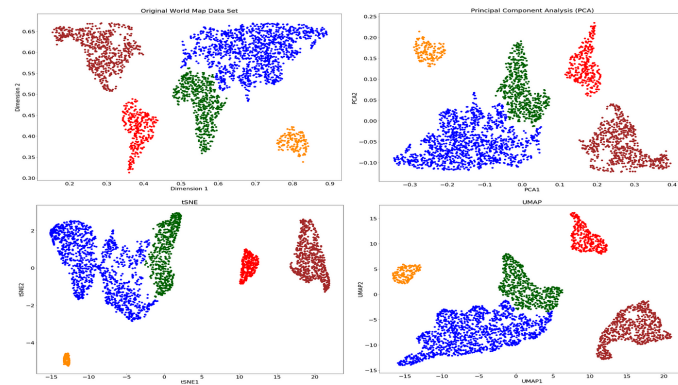 Original World Map Data Set
0.65
0.60
0.55
0.50
0.45
0.40
0.35
0.30
Dimension 2
0.2 0.3 0.4 0.5 0.6 0.7 0.8 0.9
Dimension 1
Principal Component Analysis (PCA)
0.25
0.20
0.15
0.10
0.05
0.00
−0.05
−0.10
PCA2
−0.3 −0.2 −0.1 0.0 0.1 0.2 0.3 0.4
PCA1
tSNE
2
0
−2
−4
tSNE2
−15 −10 −5 0 5 10 15 20
tSNE1
UMAP
15
10
5
0
−5
−10
−15
UMAP2
−15 −10 −5 0 5 10 15 20
UMAP1